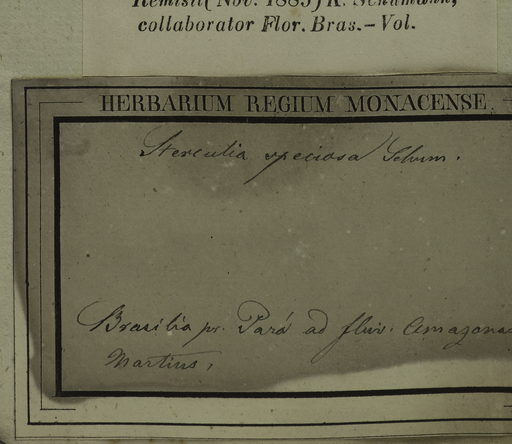 Remisit (Nov. 1885) K. Schumann,
collaborator Flor. Bras. — Vol.
HERBARIUM REGIUM MONACENSE
Sterculia speciosa Schum.
Brasilia pr. Pará ad fluv. Amazonas
Martius,